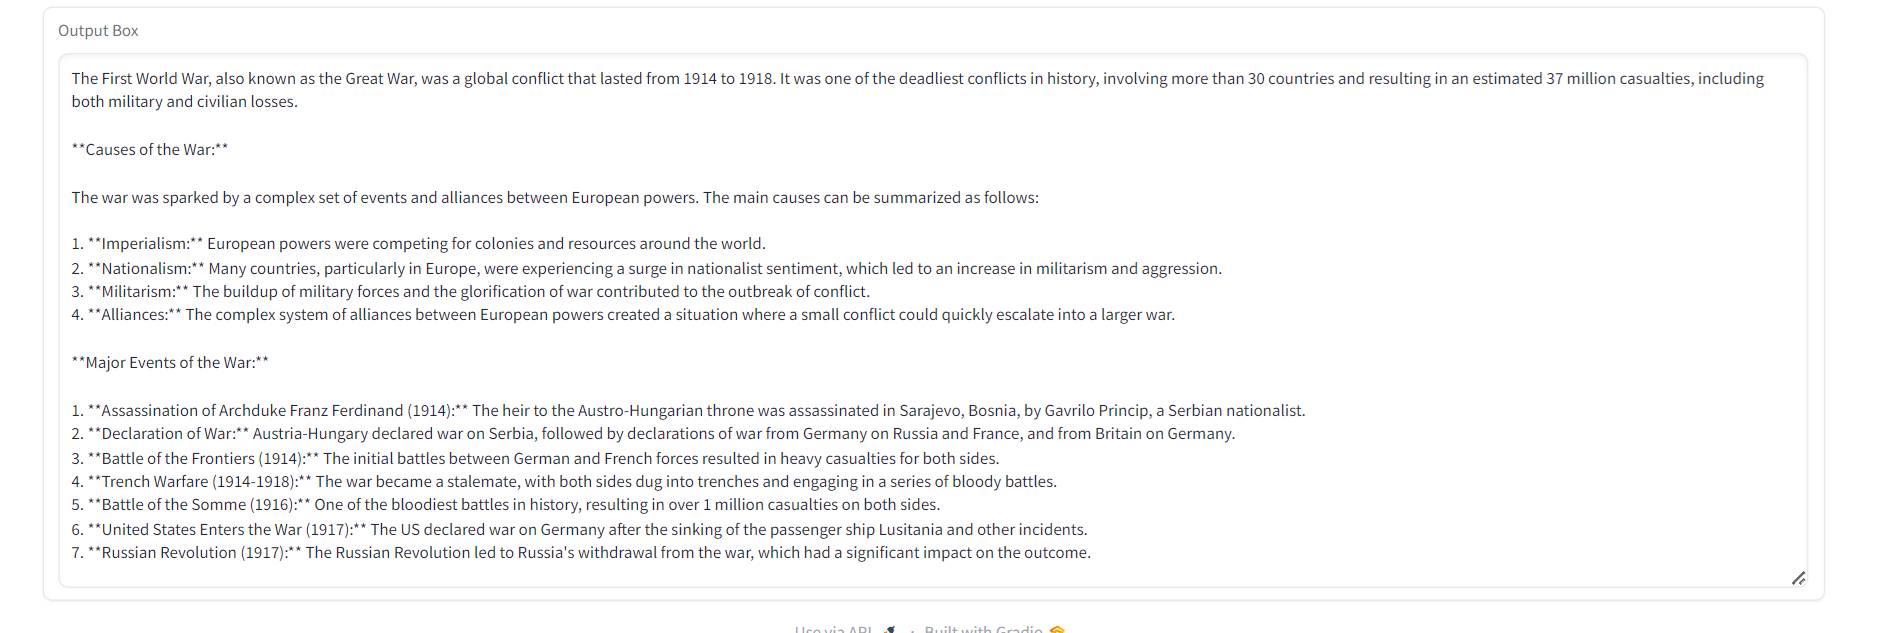 Output Box
The First World War, also known as the Great War, was a global conflict that lasted from 1914 to 1918. It was one of the deadliest conflicts in history, involving more than 30 countries and resulting in an estimated 37 million casualties, including
both military and civilian losses.
**Causes of the War:**
The war was sparked by a complex set of events and alliances between European powers. The main causes can be summarized as follows:
1. **Imperialism:** European powers were competing for colonies and resources around the world.
2. **Nationalism:** Many countries, particularly in Europe, were experiencing a surge in nationalist sentiment, which led to an increase in militarism and aggression.
3. **Militarism:** The buildup of military forces and the glorification of war contributed to the outbreak of conflict.
4. **Alliances:** The complex system of alliances between European powers created a situation where a small conflict could quickly escalate into a larger war.
**Major Events of the War:**
1. **Assassination of Archduke Franz Ferdinand (1914):** The heir to the Austro-Hungarian throne was assassinated in Sarajevo, Bosnia, by Gavrilo Princip, a Serbian nationalist.
2. **Declaration of War:** Austria-Hungary declared war on Serbia, followed by declarations of war from Germany on Russia and France, and from Britain on Germany.
3. **Battle of the Frontiers (1914):** The initial battles between German and French forces resulted in heavy casualties for both sides.
4. **Trench Warfare (1914-1918):** The war became a stalemate, with both sides dug into trenches and engaging in a series of bloody battles.
5. **Battle of the Somme (1916):** One of the bloodiest battles in history, resulting in over 1 million casualties on both sides.
6. **United States Enters the War (1917):** The US declared war on Germany after the sinking of the passenger ship Lusitania and other incidents.
7. **Russian Revolution (1917):** The Russian Revolution led to Russia's withdrawal from the war, which had a significant impact on the outcome.
Use via API · Built with Gradio